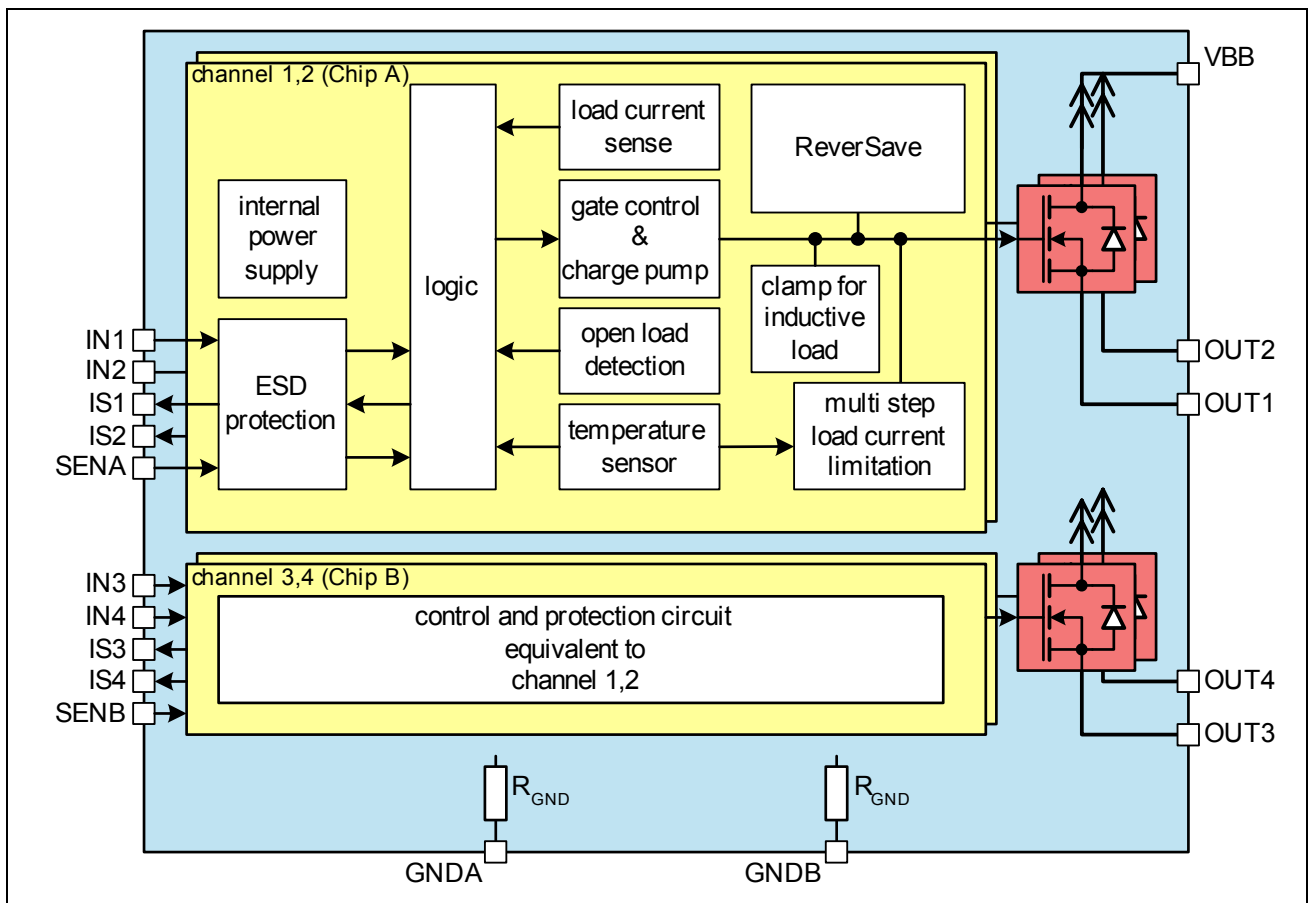 VBB
channel 1,2 (Chip A)
load current
sense
ReverSave
internal
power
supply
gate control
&
charge pump
logic
clamp for
inductive
load
IN1
IN2
IS1
IS2
SENA
ESD
protection
open load
detection
temperature
sensor
multi step
load current
limitation
OUT2
OUT1
channel 3,4 (Chip B)
IN3
IN4
IS3
IS4
SENB
control and protection circuit
equivalent to
channel 1,2
OUT4
OUT3
RGND
RGND
GNDA
GNDB